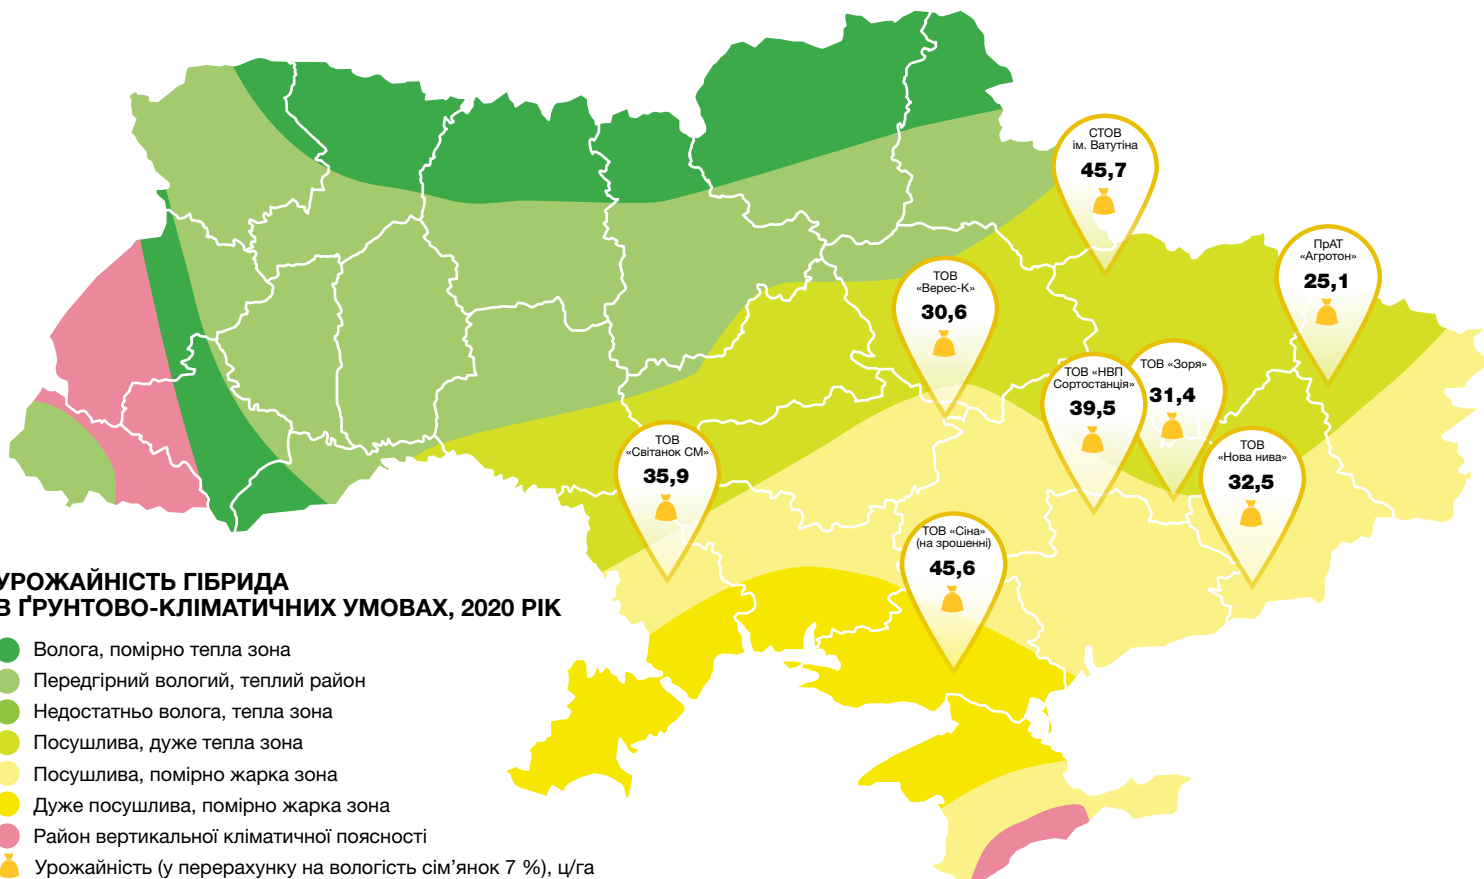 СТОВ
ім. Ватутіна
45,7
ПрАТ
«Агротон»
25,1
ТОВ
«Верес-К»
30,6
ТОВ «НВП
Сортостанція»
39,5
ТОВ «Зоря»
31,4
ТОВ
«Світанок СМ»
35,9
ТОВ
«Нова нива»
32,5
ТОВ «Сіна»
(на зрошенні)
45,6
УРОЖАЙНІСТЬ ГІБРИДА
В ҐРУНТОВО-КЛІМАТИЧНИХ УМОВАХ, 2020 РІК
Волога, помірно тепла зона
Передгірний вологий, теплий район
Недостатньо волога, тепла зона
Посушлива, дуже тепла зона
Посушлива, помірно жарка зона
Дуже посушлива, помірно жарка зона
Район вертикальної кліматичної поясності
Урожайність (у перерахунку на вологість сім’янок 7 %), ц/га